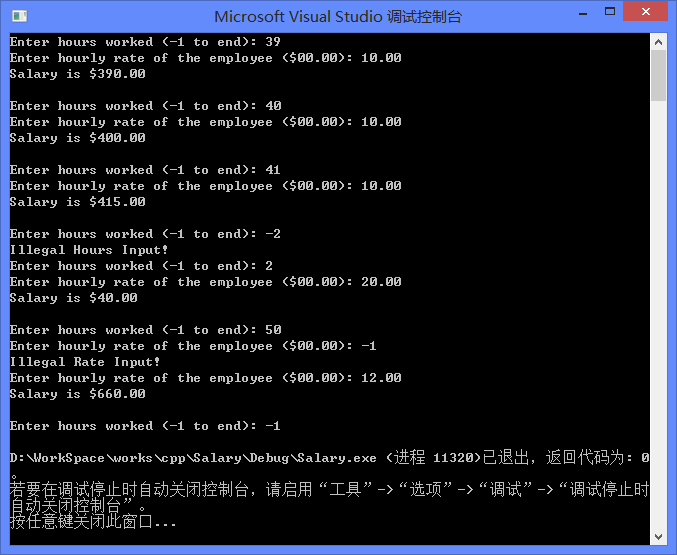 Microsoft Visual Studio 调试控制台
Enter hours worked (-1 to end): 39
Enter hourly rate of the employee ($00.00): 10.00
Salary is $390.00
Enter hours worked (-1 to end): 40
Enter hourly rate of the employee ($00.00): 10.00
Salary is $400.00
Enter hours worked (-1 to end): 41
Enter hourly rate of the employee ($00.00): 10.00
Salary is $415.00
Enter hours worked (-1 to end): -2
Illegal Hours Input!
Enter hours worked (-1 to end): 2
Enter hourly rate of the employee ($00.00): 20.00
Salary is $40.00
Enter hours worked (-1 to end): 50
Enter hourly rate of the employee ($00.00): -1
Illegal Rate Input!
Enter hourly rate of the employee ($00.00): 12.00
Salary is $660.00
Enter hours worked (-1 to end): -1
D:\WorkSpace\works\cpp\Salary\Debug\Salary.exe (进程 11320)已退出，返回代码为: 0
。
若要在调试停止时自动关闭控制台，请启用“工具”->“选项”->“调试”->“调试停止时
自动关闭控制台”。
按任意键关闭此窗口...